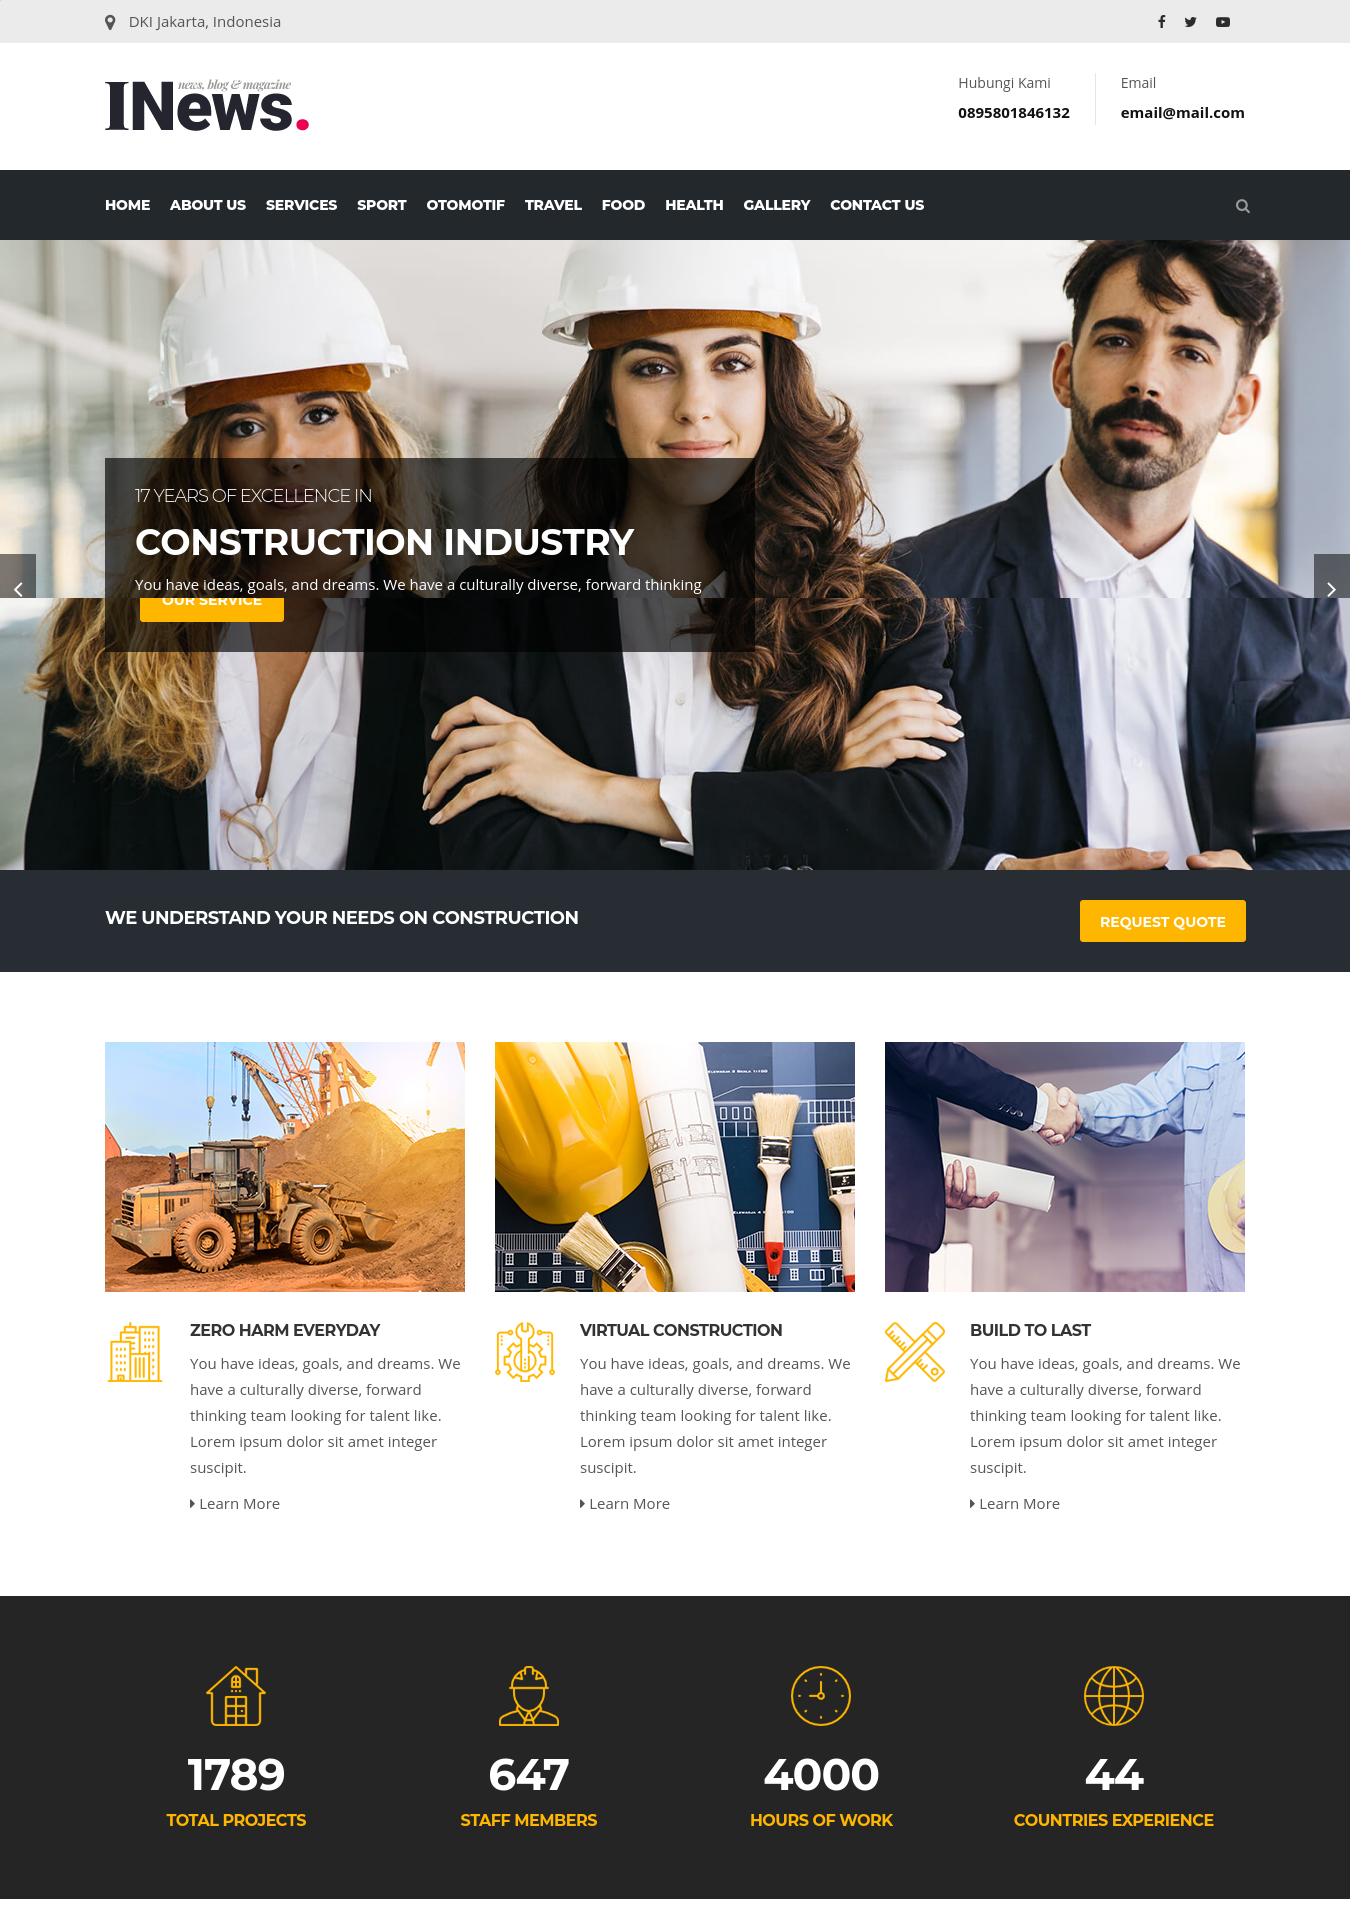 DKI Jakarta, Indonesia
news, blog & magazine
INews.
Hubungi Kami
0895801846132
Email
email@mail.com
HOME ABOUT US SERVICES SPORT OTOMOTIF TRAVEL FOOD HEALTH GALLERY CONTACT US
17 YEARS OF EXCELLENCE IN
CONSTRUCTION INDUSTRY
You have ideas, goals, and dreams. We have a culturally diverse, forward thinking
OUR SERVICE
WE UNDERSTAND YOUR NEEDS ON CONSTRUCTION
REQUEST QUOTE
ZERO HARM EVERYDAY
You have ideas, goals, and dreams. We
have a culturally diverse, forward
thinking team looking for talent like.
Lorem ipsum dolor sit amet integer
suscipit.
Learn More
VIRTUAL CONSTRUCTION
You have ideas, goals, and dreams. We
have a culturally diverse, forward
thinking team looking for talent like.
Lorem ipsum dolor sit amet integer
suscipit.
Learn More
BUILD TO LAST
You have ideas, goals, and dreams. We
have a culturally diverse, forward
thinking team looking for talent like.
Lorem ipsum dolor sit amet integer
suscipit.
Learn More
1789
TOTAL PROJECTS
647
STAFF MEMBERS
4000
HOURS OF WORK
44
COUNTRIES EXPERIENCE